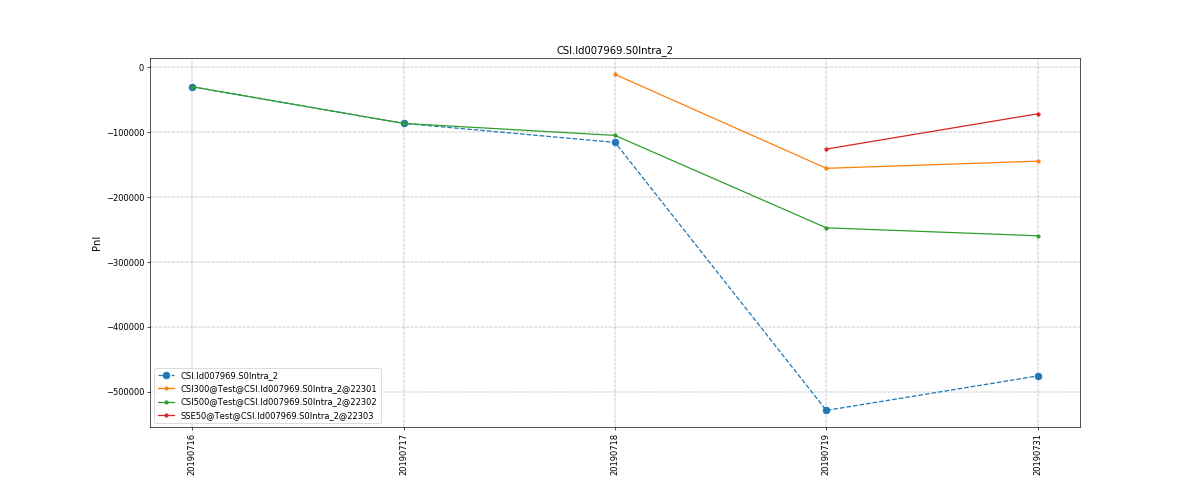 CSI.Id007969.S0Intra_2
0
−100000
−200000
−300000
−400000
−500000
Pnl
CSI.Id007969.S0Intra_2
CSI300@Test@CSI.Id007969.S0Intra_2@22301
CSI500@Test@CSI.Id007969.S0Intra_2@22302
SSE50@Test@CSI.Id007969.S0Intra_2@22303
20190716
20190717
20190718
20190719
20190731